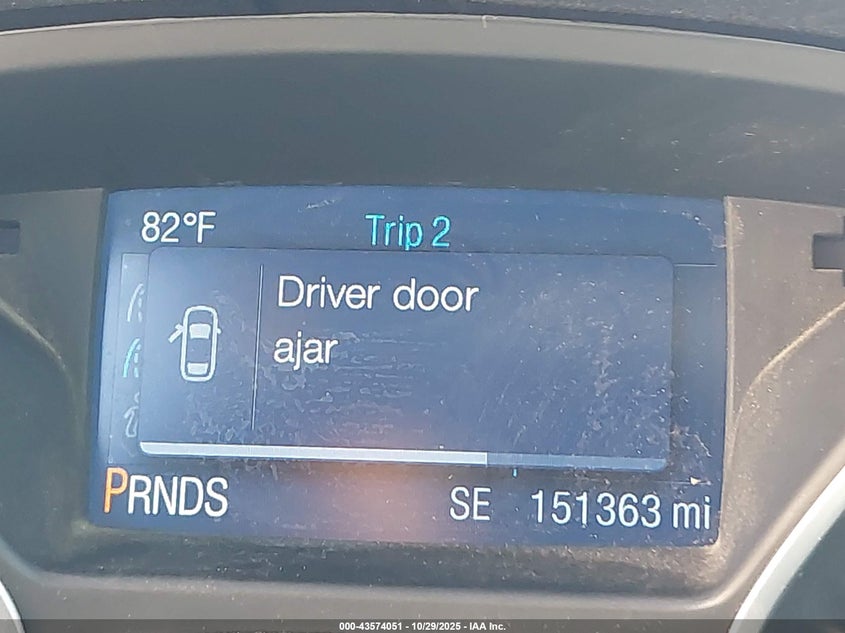 82°F Trip 2
Driver door
ajar
PRNDS SE 151363 mi
000-43574051 - 10/29/2025 - IAA Inc.